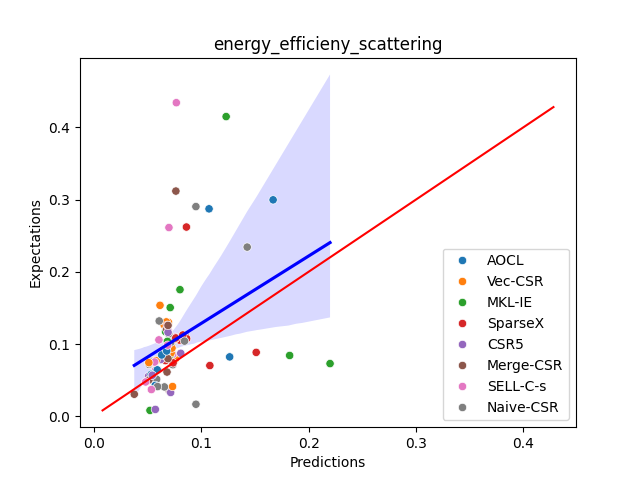 energy_efficieny_scattering
Expectations
0.4
0.3
0.2
0.1
0.0
0.0
0.1
0.2
0.3
0.4
Predictions
AOCL
Vec-CSR
MKL-IE
SparseX
CSR5
Merge-CSR
SELL-C-s
Naive-CSR